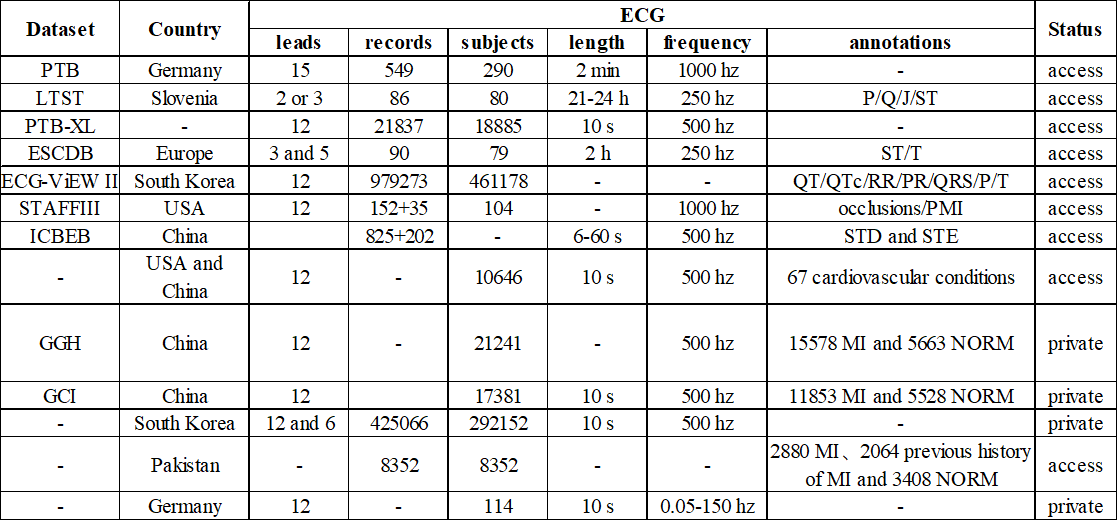 Dataset Country ECG Status
leads records subjects length frequency annotations
PTB Germany 15 549 290 2 min 1000 hz - access
LTST Slovenia 2 or 3 86 80 21-24 h 250 hz P/Q/J/ST access
PTB-XL - 12 21837 18885 10 s 500 hz - access
ESCDB Europe 3 and 5 90 79 2 h 250 hz ST/T access
ECG-ViEW II South Korea 12 979273 461178 - - QT/QTc/RR/PR/QRS/P/T access
STAFFIII USA 12 152+35 104 - 1000 hz occlusions/PMI access
ICBEB China 825+202 - 6-60 s 500 hz STD and STE access
- USA and
China 12 10646 10 s 500 hz 67 cardiovascular conditions access
GGH China 12 - 21241 - 500 hz 15578 MI and 5663 NORM private
GCI China 12 17381 10 s 500 hz 11853 MI and 5528 NORM private
- South Korea 12 and 6 425066 292152 10 s 500 hz - private
- Pakistan - 8352 8352 - - 2880 MI、2064 previous history
of MI and 3408 NORM access
- Germany 12 - 114 10 s 0.05-150 hz private